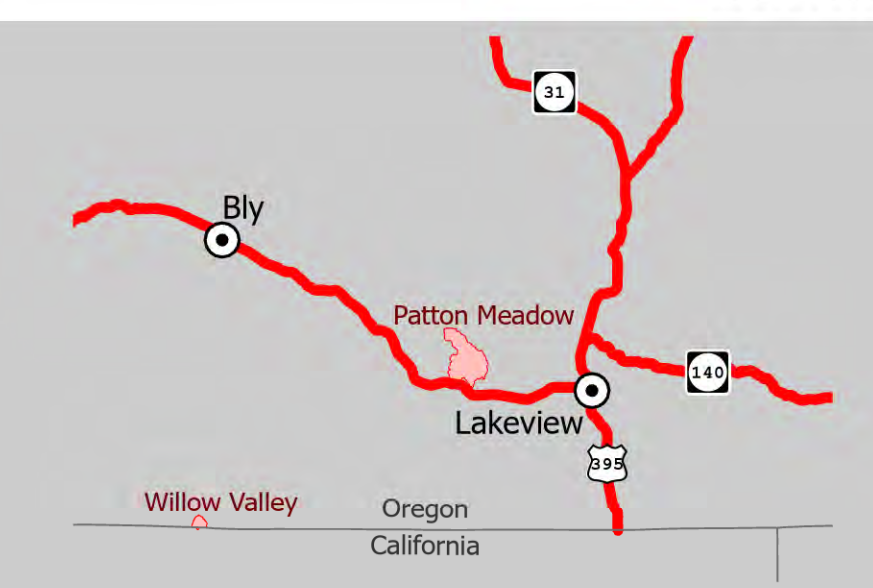 31
Bly
Patton Meadow
140
Lakeview
395
Willow Valley
Oregon
California